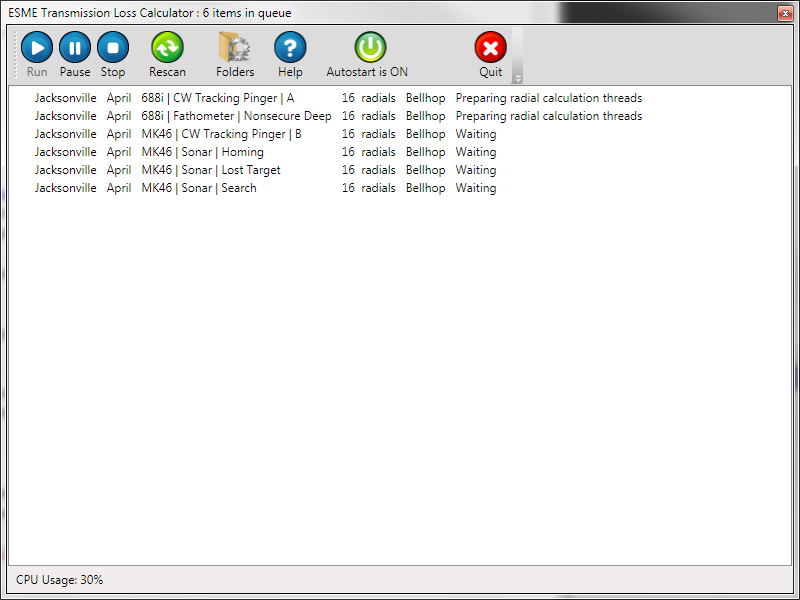 ESME Transmission Loss Calculator : 6 items in queue
Run Pause Stop Rescan Folders Help Autostart is ON Quit
Jacksonville April 688i | CW Tracking Pinger | A 16 radials Bellhop Preparing radial calculation threads
Jacksonville April 688i | Fathometer | Nonsecure Deep 16 radials Bellhop Preparing radial calculation threads
Jacksonville April MK46 | CW Tracking Pinger | B 16 radials Bellhop Waiting
Jacksonville April MK46 | Sonar | Homing 16 radials Bellhop Waiting
Jacksonville April MK46 | Sonar | Lost Target 16 radials Bellhop Waiting
Jacksonville April MK46 | Sonar | Search 16 radials Bellhop Waiting
CPU Usage: 30%